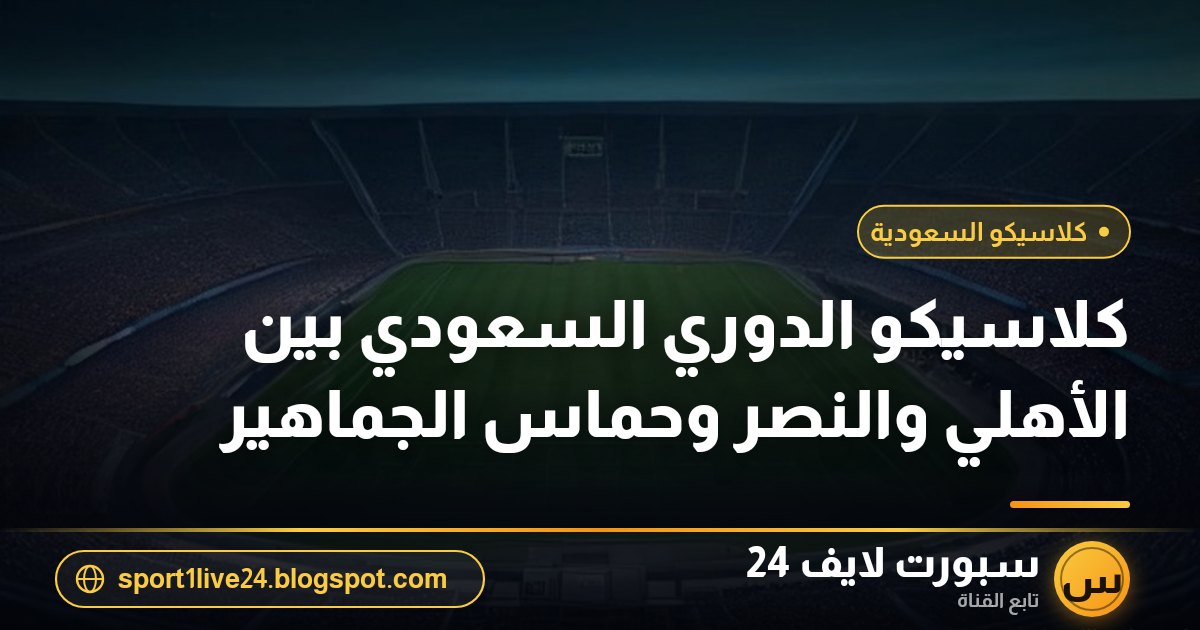 كلاسيكو السعودية
كلاسيكو الدوري السعودي بين
الأهلي والنصر وحماس الجماهير
سبورت لايف 24
تابع القناة
س
sport1live24.blogspot.com